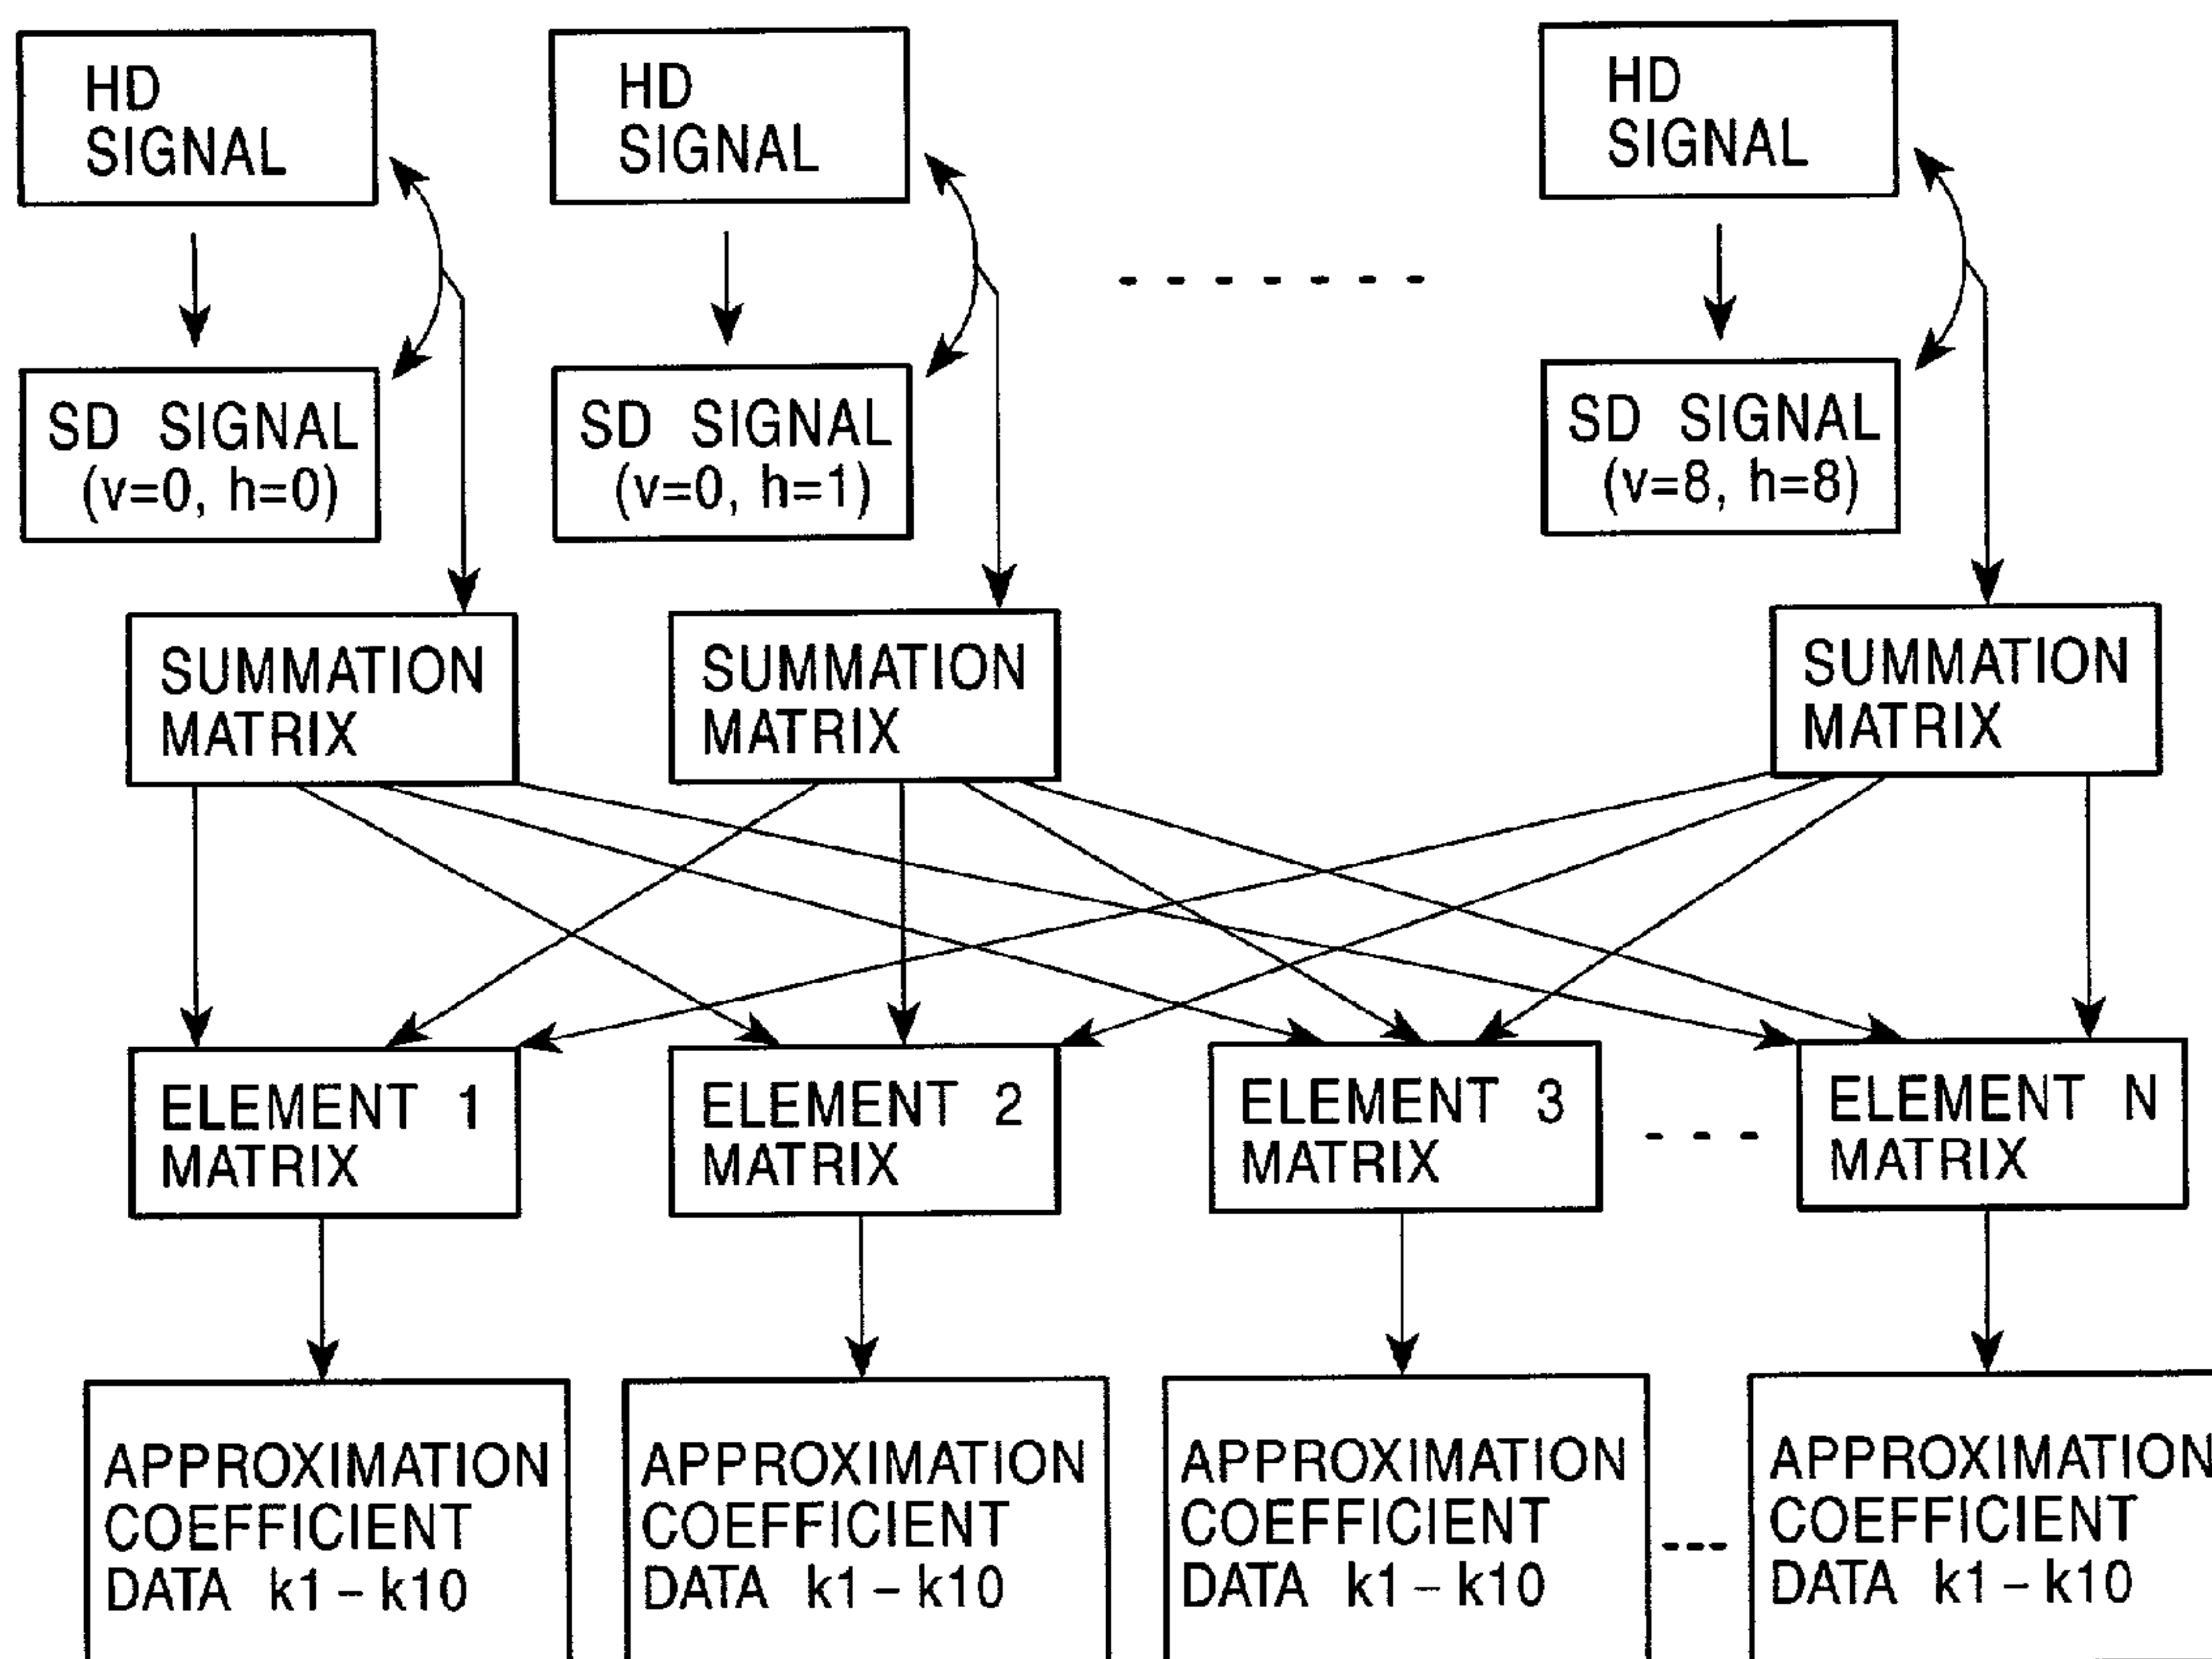 HD
SIGNAL
HD
SIGNAL
HD
SIGNAL
SD SIGNAL
(v=0, h=0)
SD SIGNAL
(v=0, h=1)
SD SIGNAL
(v=8, h=8)
SUMMATION
MATRIX
SUMMATION
MATRIX
SUMMATION
MATRIX
ELEMENT 1
MATRIX
ELEMENT 2
MATRIX
ELEMENT 3
MATRIX
ELEMENT N
MATRIX
APPROXIMATION
COEFFICIENT
DATA k1 – k10
APPROXIMATION
COEFFICIENT
DATA k1 – k10
APPROXIMATION
COEFFICIENT
DATA k1 – k10
APPROXIMATION
COEFFICIENT
DATA k1 – k10